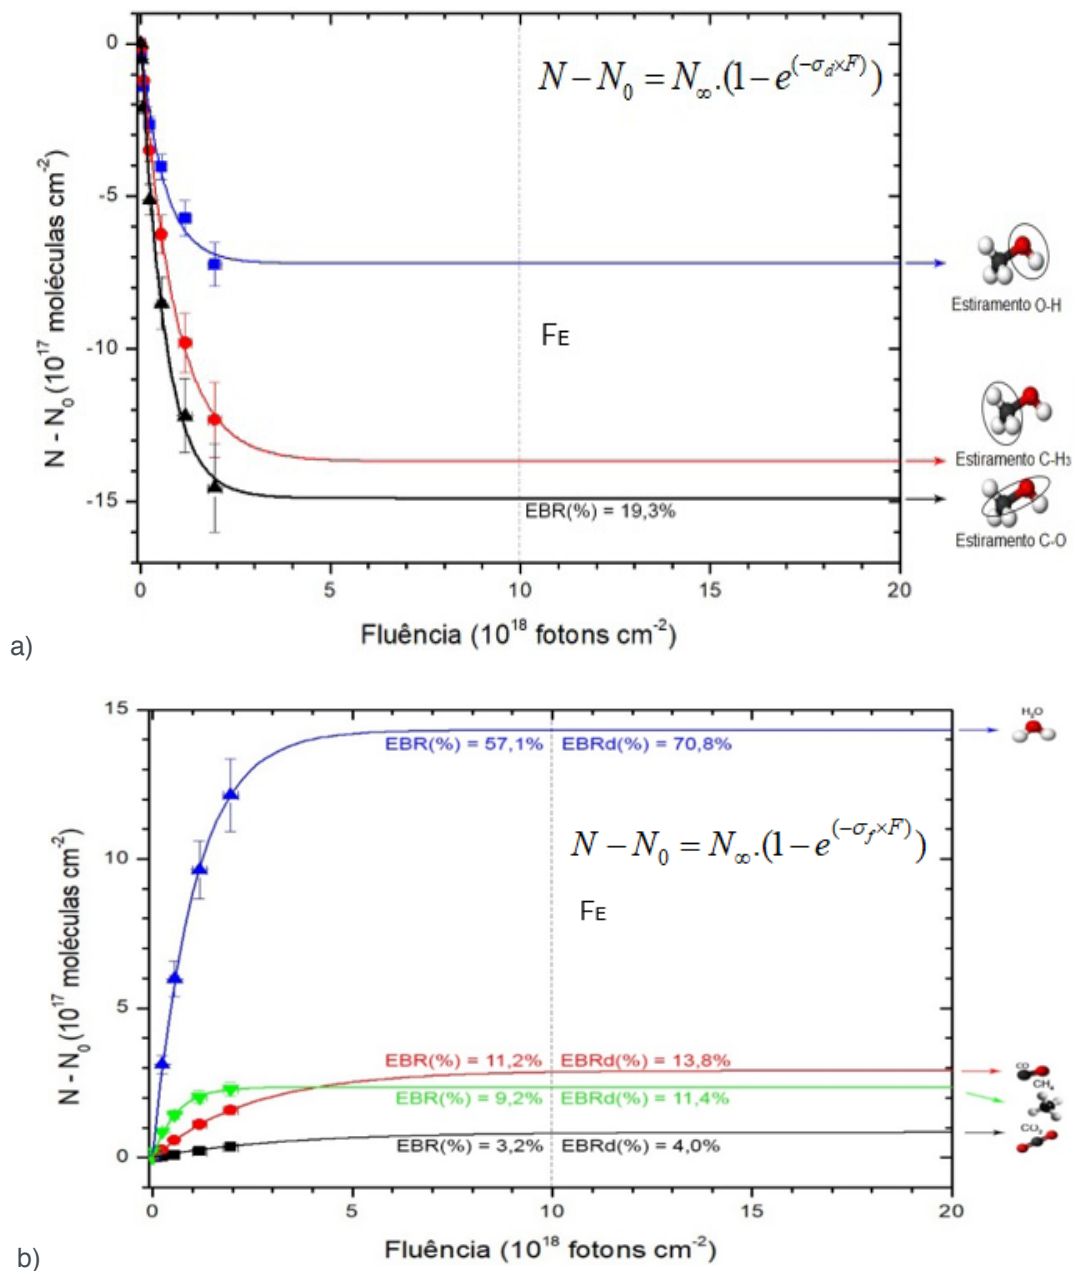 0
-5
-10
-15
N - N₀ (10¹⁷ moléculas cm⁻²)
N − N₀ = N∞.(1 − e^(−σd×F))
FE
EBR(%) = 19,3%
Estiramento O-H
Estiramento C-H₃
Estiramento C-O
0 5 10 15 20
Fluência (10¹⁸ fotons cm⁻²)
a)
15
10
5
0
N - N₀ (10¹⁷ moléculas cm⁻²)
EBR(%) = 57,1% EBRd(%) = 70,8%
N − N₀ = N∞.(1 − e^(−σf×F))
FE
EBR(%) = 11,2% EBRd(%) = 13,8%
EBR(%) = 9,2% EBRd(%) = 11,4%
EBR(%) = 3,2% EBRd(%) = 4,0%
H₂O
CO
CH₄
CO₂
0 5 10 15 20
Fluência (10¹⁸ fotons cm⁻²)
b)